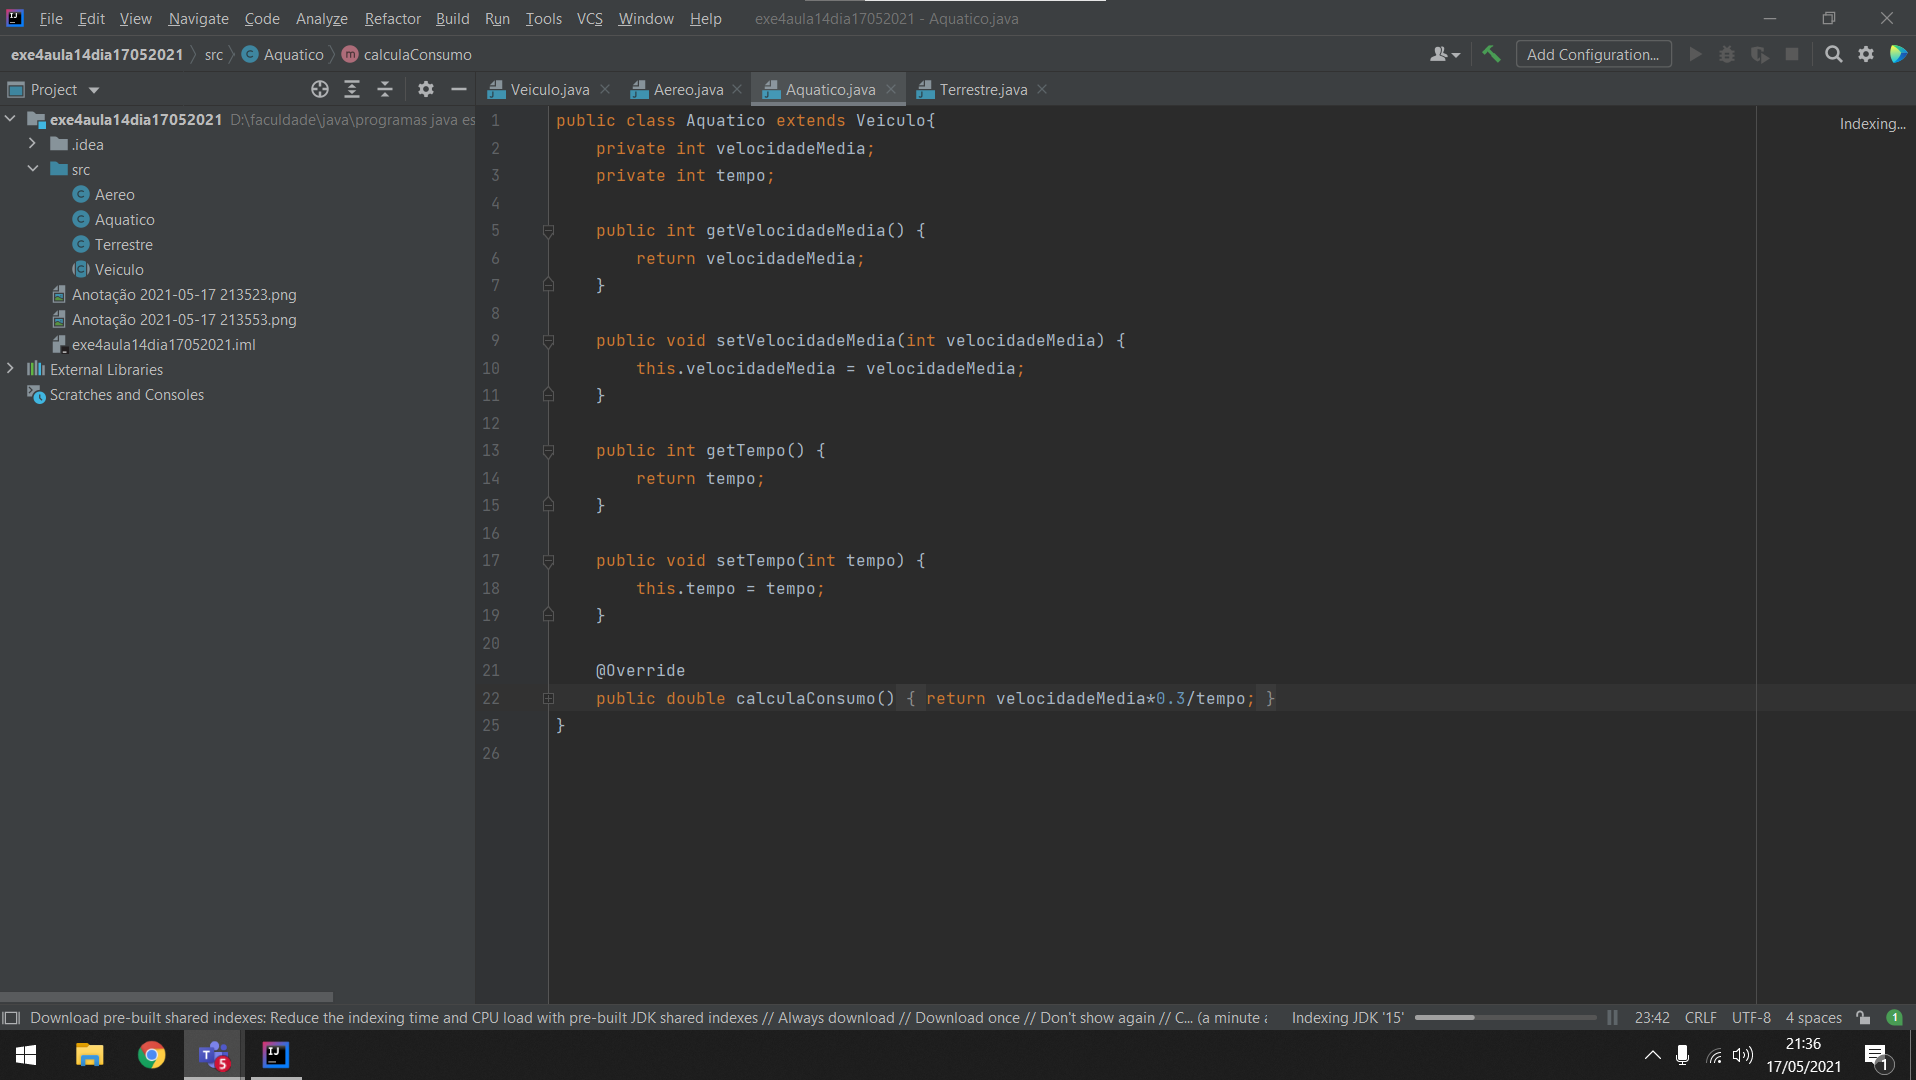 File Edit View Navigate Code Analyze Refactor Build Run Tools VCS Window Help exe4aula14dia17052021 - Aquatico.java
exe4aula14dia17052021 src Aquatico calculaConsumo Add Configuration...
Project
Veiculo.java Aereo.java Aquatico.java Terrestre.java
exe4aula14dia17052021 D:\faculdade\java\programas java es
.idea
src
Aereo
Aquatico
Terrestre
Veiculo
Anotação 2021-05-17 213523.png
Anotação 2021-05-17 213553.png
exe4aula14dia17052021.iml
External Libraries
Scratches and Consoles
1 public class Aquatico extends Veiculo{
2 private int velocidadeMedia;
3 private int tempo;
4
5 public int getVelocidadeMedia() {
6 return velocidadeMedia;
7 }
8
9 public void setVelocidadeMedia(int velocidadeMedia) {
10 this.velocidadeMedia = velocidadeMedia;
11 }
12
13 public int getTempo() {
14 return tempo;
15 }
16
17 public void setTempo(int tempo) {
18 this.tempo = tempo;
19 }
20
21 @Override
22 public double calculaConsumo() { return velocidadeMedia*0.3/tempo; }
25 }
26
Indexing...
Download pre-built shared indexes: Reduce the indexing time and CPU load with pre-built JDK shared indexes // Always download // Download once // Don't show again // C... (a minute a Indexing JDK '15' 23:42 CRLF UTF-8 4 spaces 1
T 5 IJ
21:36
17/05/2021
1